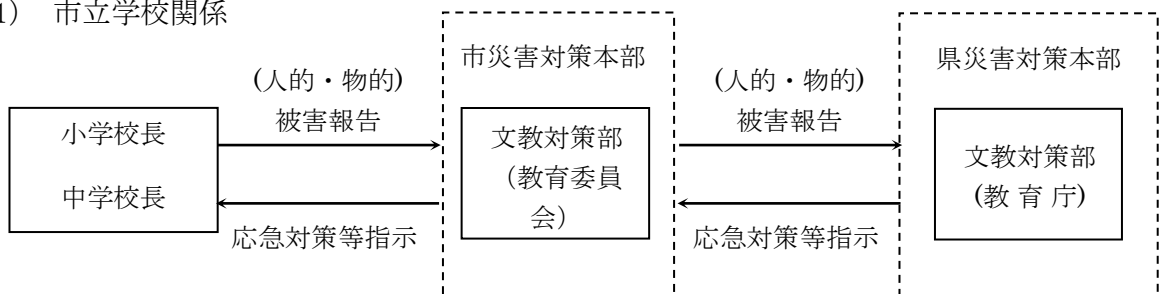 1） 市立学校関係
市災害対策本部
県災害対策本部
(人的・物的)
被害報告
(人的・物的)
被害報告
小学校長
中学校長
文教対策部
（教育委員
会）
文教対策部
(教 育 庁)
応急対策等指示
応急対策等指示